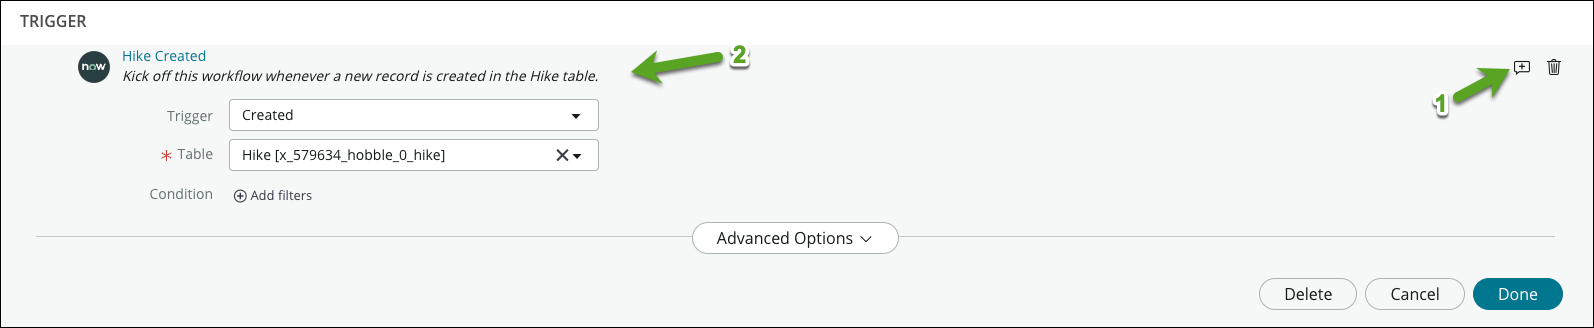 TRIGGER
now
Hike Created
Kick off this workflow whenever a new record is created in the Hike table.
2
1
Trigger
Created
* Table
Hike [x_579634_hobble_0_hike]
Condition
Add filters
Advanced Options
Delete
Cancel
Done